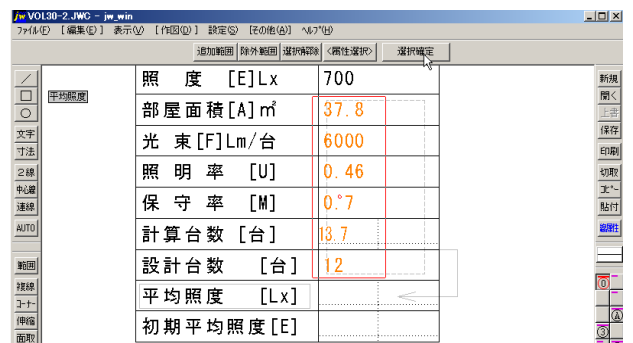 VOL30-2.JWC - jw_win
ファイル(F) [編集(E)] 表示(V) [作図(D)] 設定(S) [その他(A)] ヘルプ(H)
追加範囲 除外範囲 選択解除 <属性選択> 選択確定
照 度 [E]Lx 700
部屋面積[A]㎡ 37.8
光 束[F]Lm/台 6000
照 明 率 [U] 0.46
保 守 率 [M] 0.7
計算台数 [台] 13.7
設計台数 [台] 12
平均照度 [Lx]
初期平均照度[E]
平均照度
／
□
○
文字
寸法
2線
中心線
連線
AUTO
範囲
複線
コーナー
伸縮
面取
新規
開く
上書
保存
印刷
切取
コピー
貼付
線属性
0
A
3